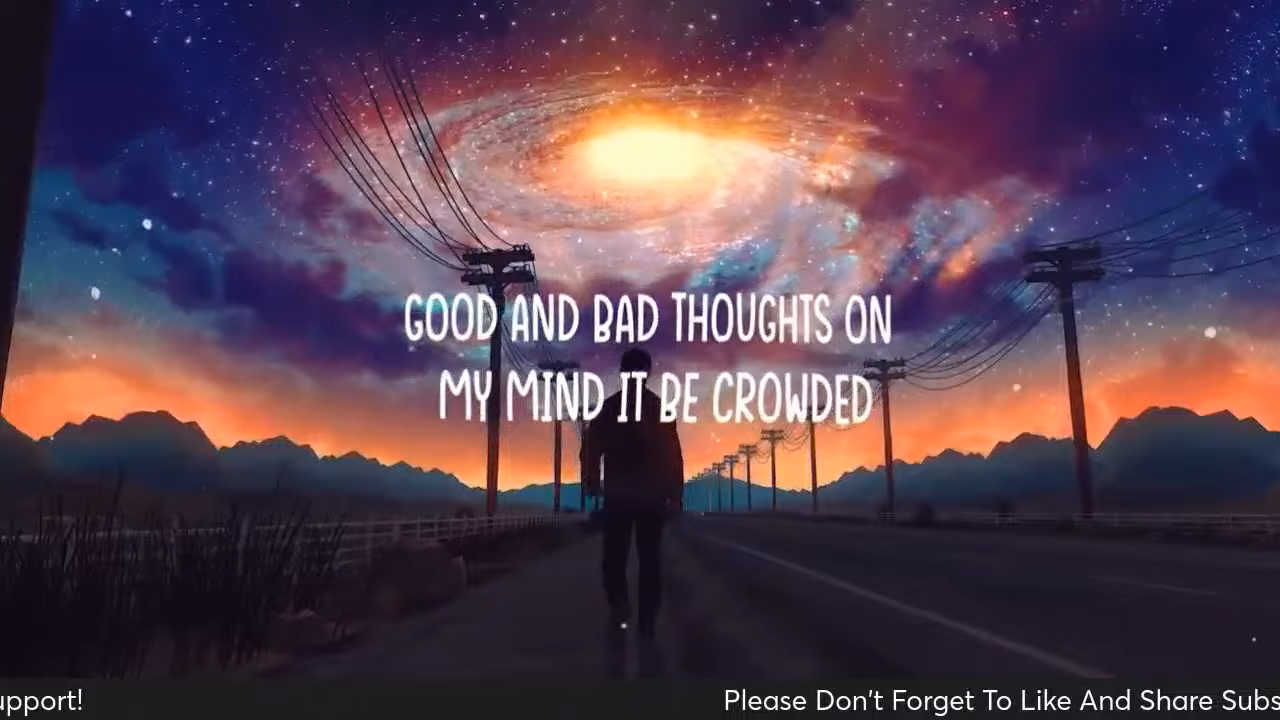 GOOD AND BAD THOUGHTS ON
MY MIND IT BE CROWDED
upport! Please Don't Forget To Like And Share Subs